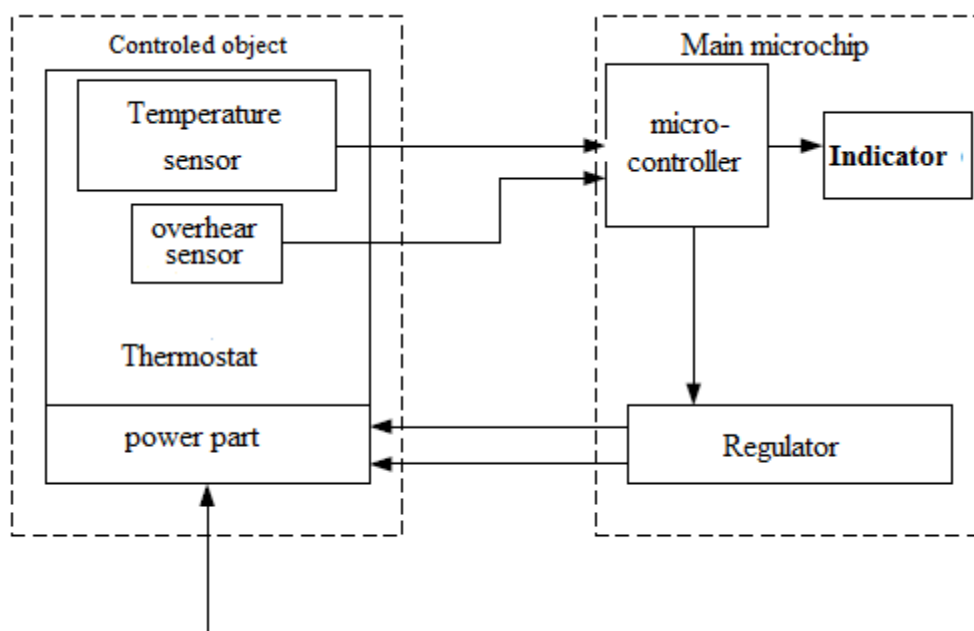 Controled object
Temperature
sensor
overhear
sensor
Thermostat
power part
Main microchip
micro-
controller
Indicator
Regulator